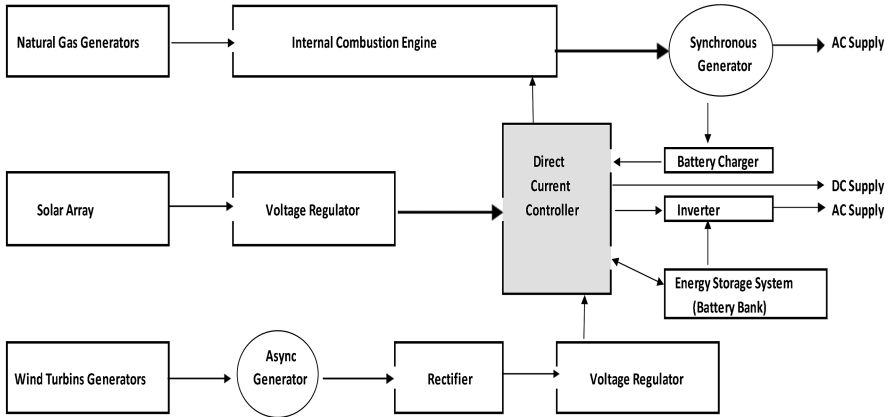 Natural Gas Generators
Internal Combustion Engine
Synchronous
Generator
AC Supply
Direct
Current
Controller
Battery Charger
DC Supply
Inverter
AC Supply
Solar Array
Voltage Regulator
Energy Storage System
(Battery Bank)
Wind Turbins Generators
Async
Generator
Rectifier
Voltage Regulator